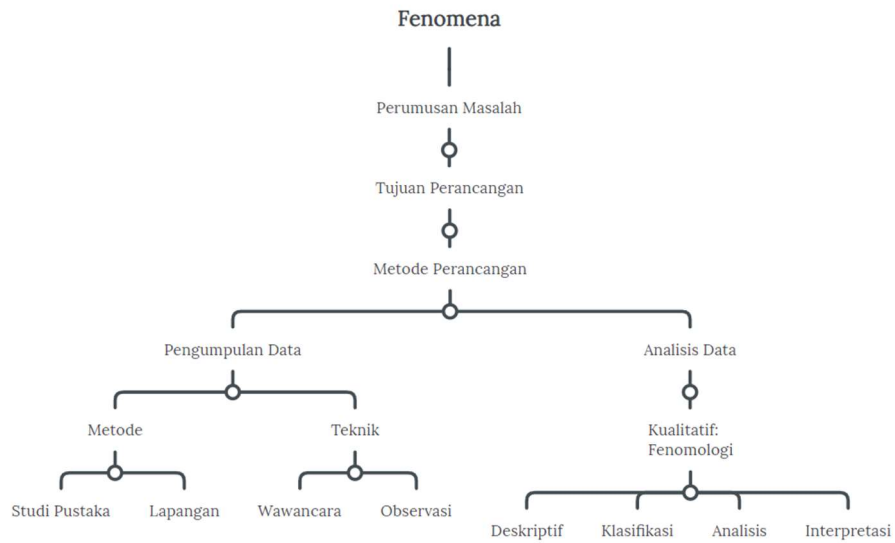 Fenomena
Perumusan Masalah
Tujuan Perancangan
Metode Perancangan
Pengumpulan Data
Analisis Data
Metode
Teknik
Kualitatif:
Fenomologi
Studi Pustaka
Lapangan
Wawancara
Observasi
Deskriptif
Klasifikasi
Analisis
Interpretasi